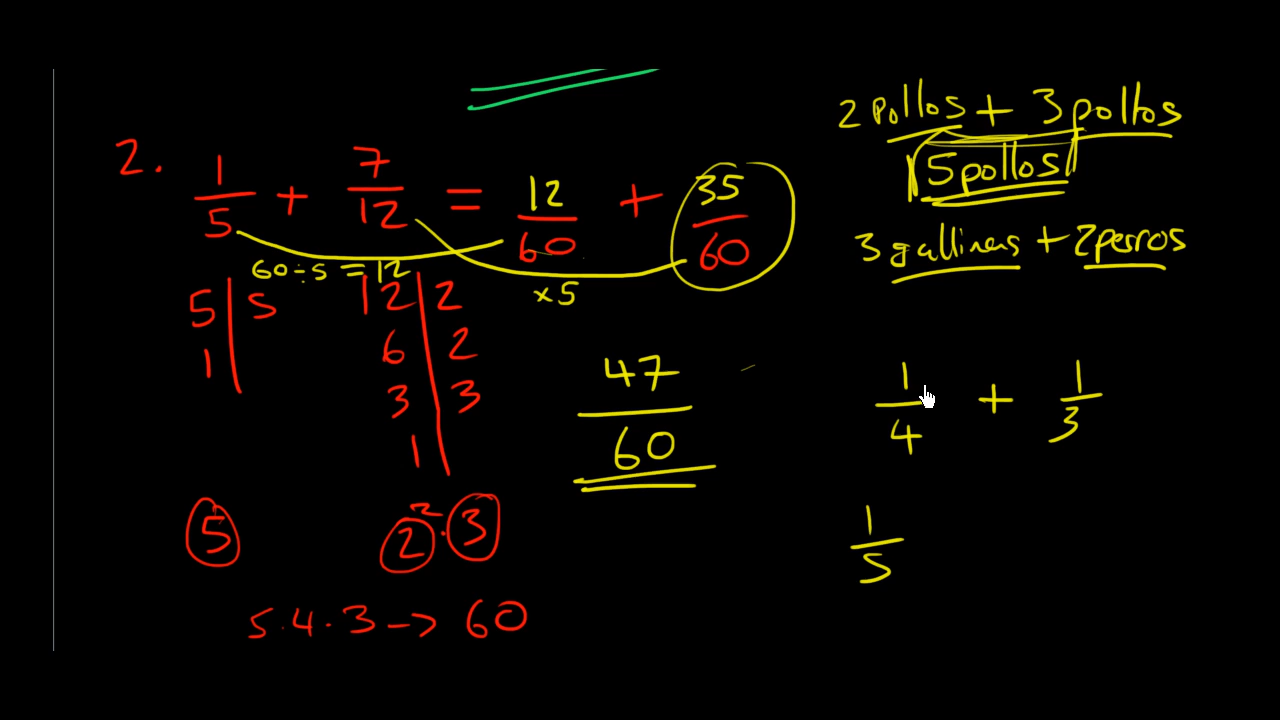 2. 1/5 + 7/12 = 12/60 + 35/60
60÷5 = 12
×5
5 | 5
1 |
12 | 2
6 | 2
3 | 3
1 |
5
2² · 3
5·4·3 -> 60
47/60
2 pollos + 3 pollos
5 pollos
3 gallinas + 2 perros
1/4 + 1/3
1/5